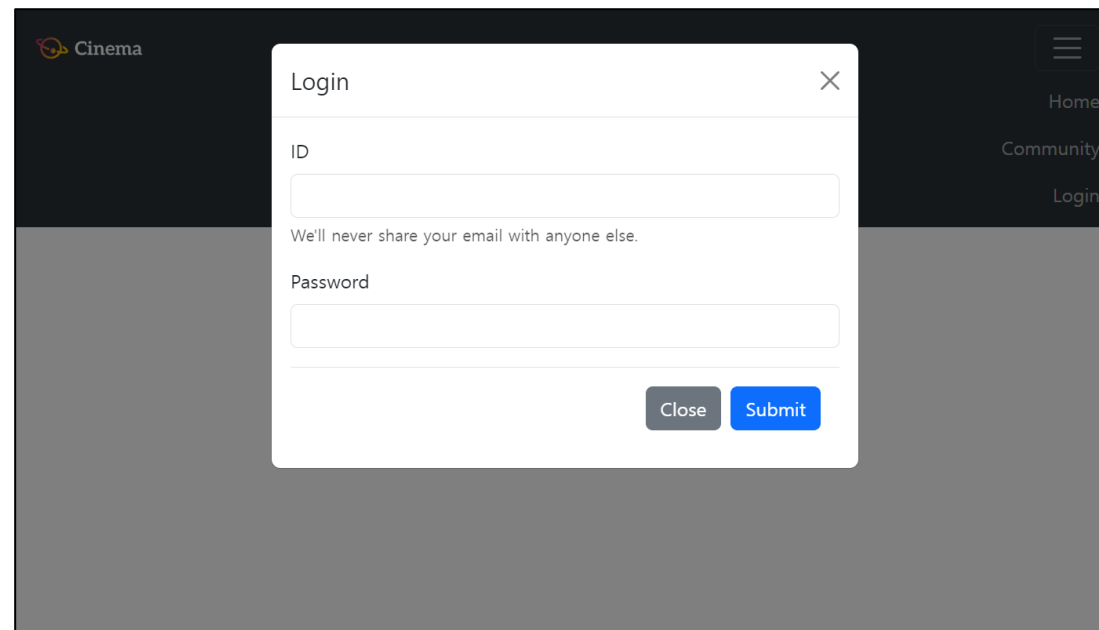 Cinema
Login
Home
ID
Community
Login
We'll never share your email with anyone else.
Password
Close Submit